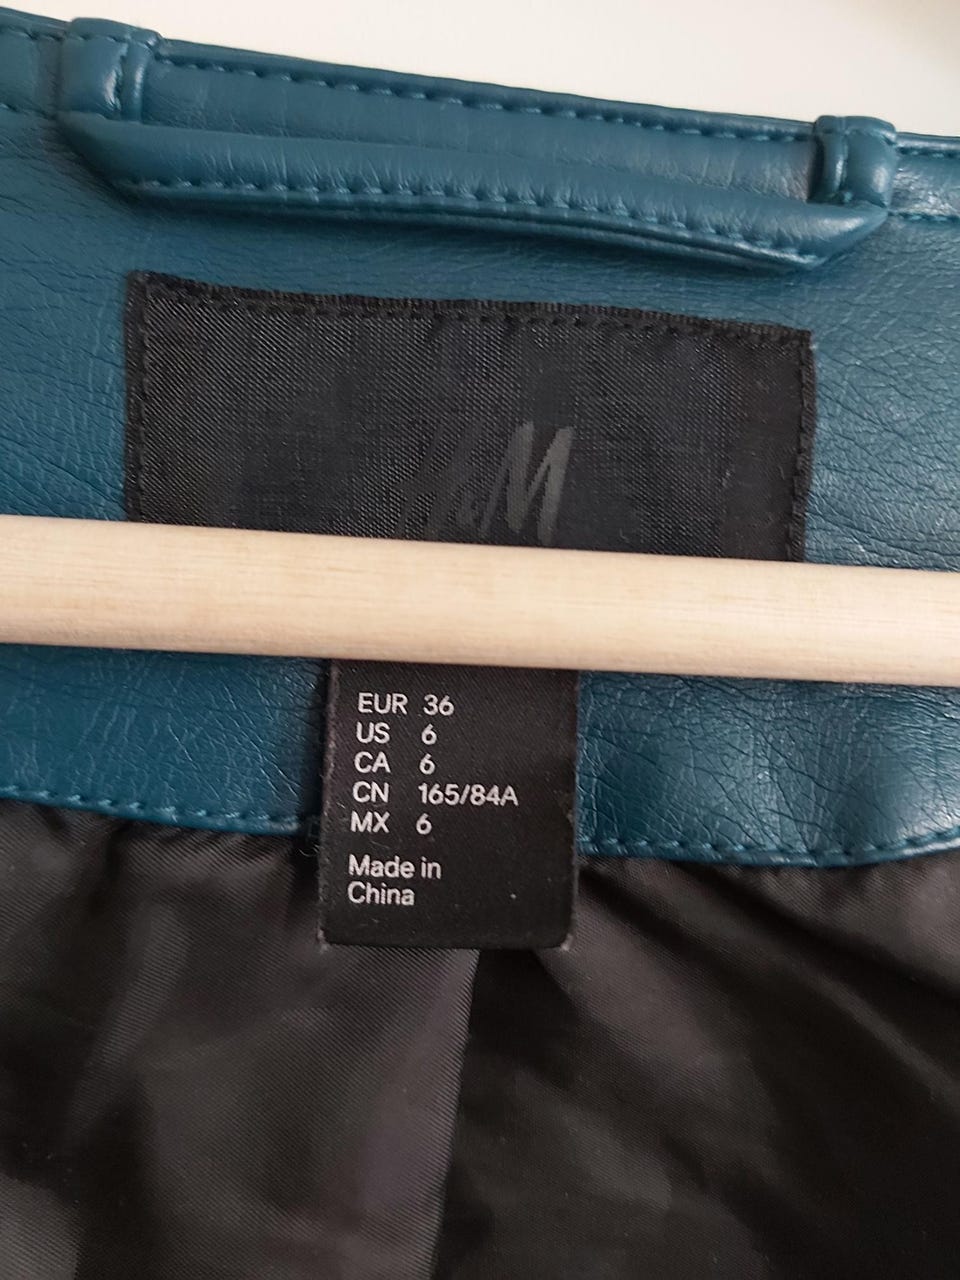 H&M
EUR 36
US 6
CA 6
CN 165/84A
MX 6
Made in
China